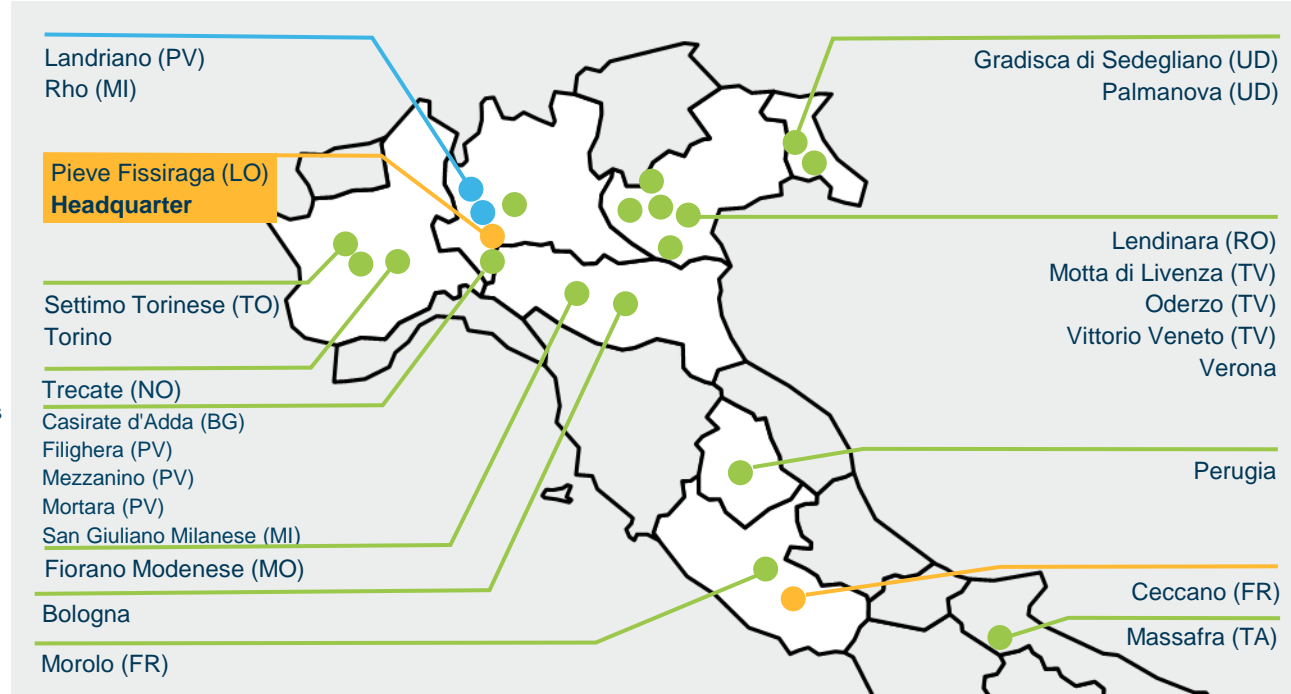 Landriano (PV)
Rho (MI)
Pieve Fissiraga (LO)
Headquarter
Settimo Torinese (TO)
Torino
Trecate (NO)
Casirate d'Adda (BG)
Filighera (PV)
Mezzanino (PV)
Mortara (PV)
San Giuliano Milanese (MI)
Fiorano Modenese (MO)
Bologna
Morolo (FR)
Gradisca di Sedegliano (UD)
Palmanova (UD)
Lendinara (RO)
Motta di Livenza (TV)
Oderzo (TV)
Vittorio Veneto (TV)
Verona
Perugia
Ceccano (FR)
Massafra (TA)